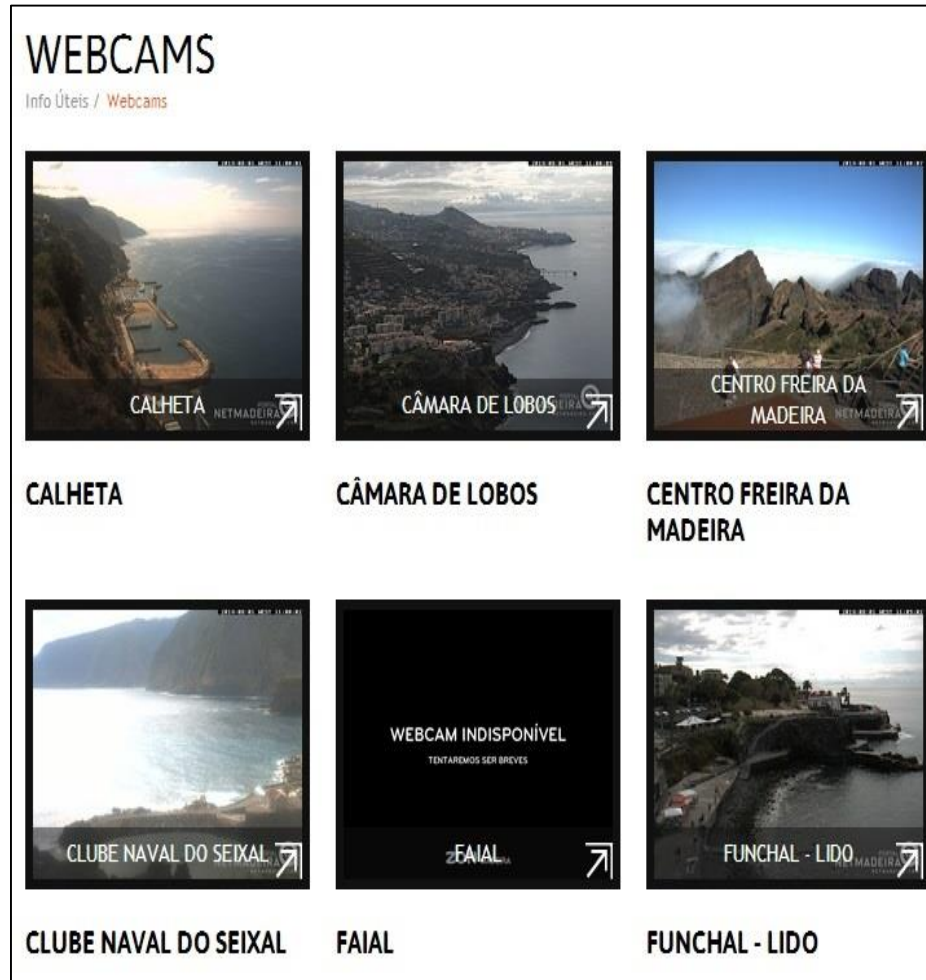 WEBCAMS
Info Úteis / Webcams
CALHETA
NETMADEIRA
CÂMARA DE LOBOS
CENTRO FREIRA DA
MADEIRA
NETMADEIRA
CALHETA
CÂMARA DE LOBOS
CENTRO FREIRA DA
MADEIRA
CLUBE NAVAL DO SEIXAL
WEBCAM INDISPONÍVEL
TENTAREMOS SER BREVES
FAIAL
FUNCHAL - LIDO
CLUBE NAVAL DO SEIXAL
FAIAL
FUNCHAL - LIDO